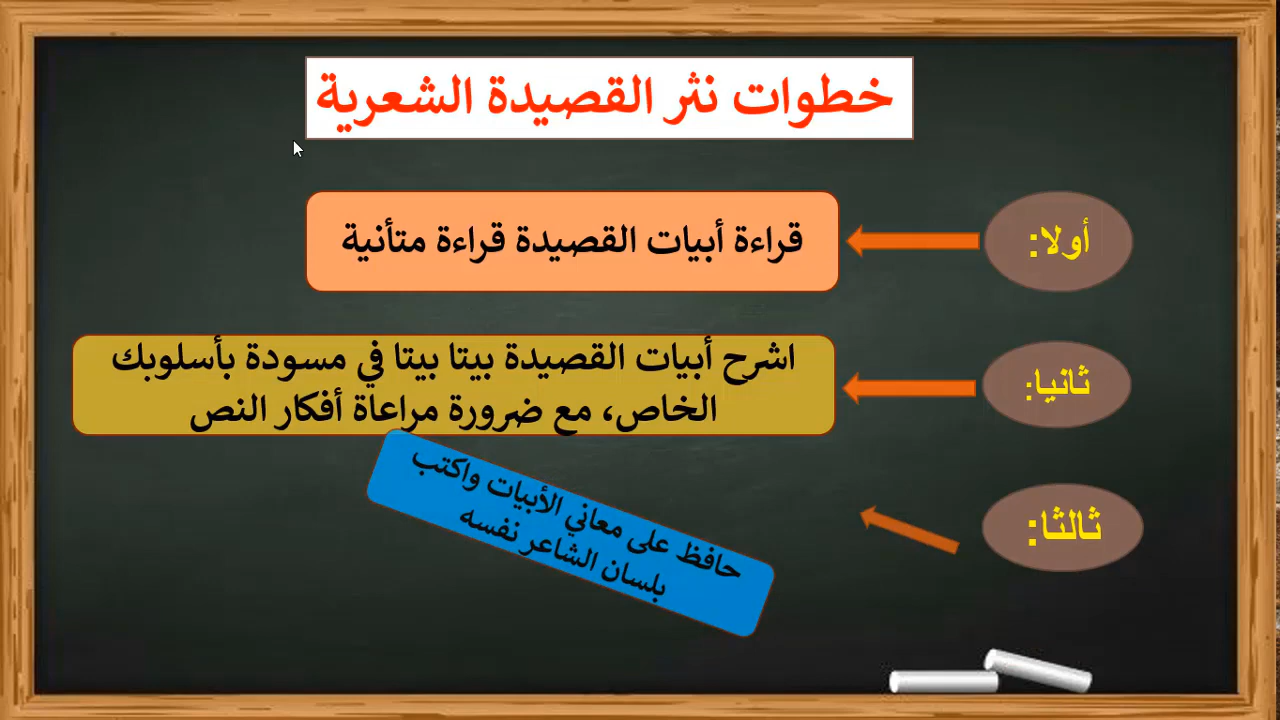 خطوات نثر القصيدة الشعرية
أولا:
قراءة أبيات القصيدة قراءة متأنية
ثانيا:
اشرح أبيات القصيدة بيتا بيتا في مسودة بأسلوبك
الخاص، مع ضرورة مراعاة أفكار النص
ثالثا:
حافظ على معاني الأبيات واكتب
بلسان الشاعر نفسه